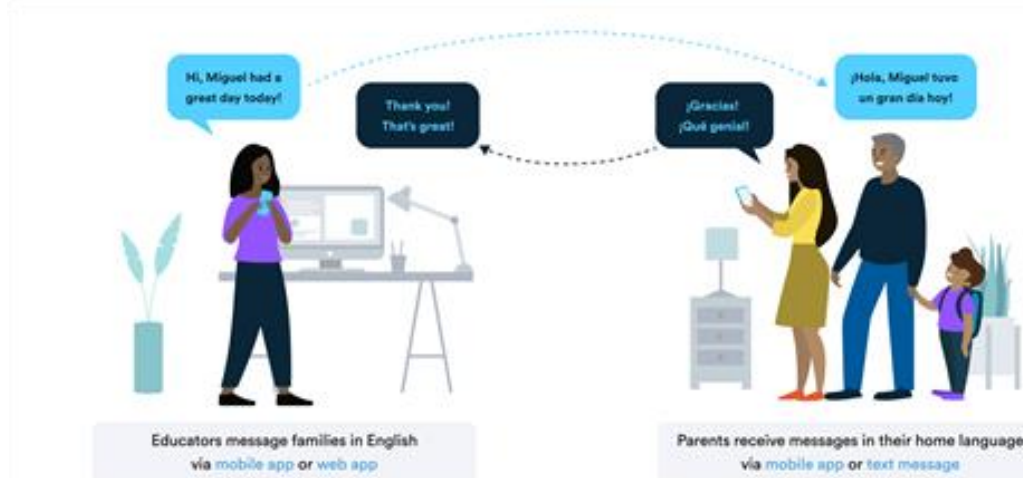 Hi, Miguel had a
great day today!
Thank you!
That's great!
¡Gracias!
¡Qué genial!
¡Hola, Miguel tuvo
un gran día hoy!
Educators message families in English
via mobile app or web app
Parents receive messages in their home language
via mobile app or text message